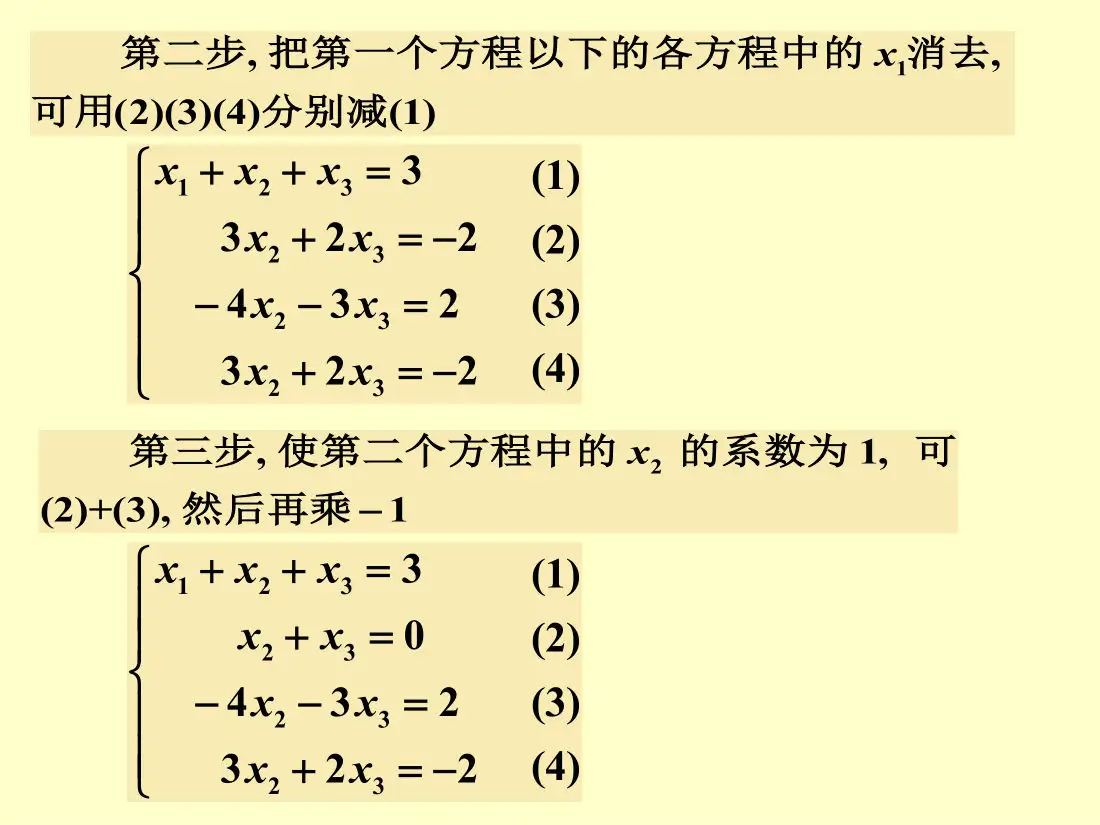 第二步, 把第一个方程以下的各方程中的 x₁消去,
可用(2)(3)(4)分别减(1)
x₁ + x₂ + x₃ = 3 (1)
3x₂ + 2x₃ = −2 (2)
− 4x₂ − 3x₃ = 2 (3)
3x₂ + 2x₃ = −2 (4)
第三步, 使第二个方程中的 x₂ 的系数为 1, 可
(2)+(3), 然后再乘 − 1
x₁ + x₂ + x₃ = 3 (1)
x₂ + x₃ = 0 (2)
− 4x₂ − 3x₃ = 2 (3)
3x₂ + 2x₃ = −2 (4)